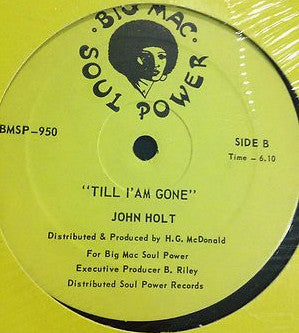 · BIG MAC ·
SOUL POWER
BMSP-950
SIDE B
Time - 6.10
"TILL I'AM GONE"
JOHN HOLT
Distributed & Produced by H.G. McDonald
For Big Mac Soul Power
Executive Producer B. Riley
Distributed Soul Power Records